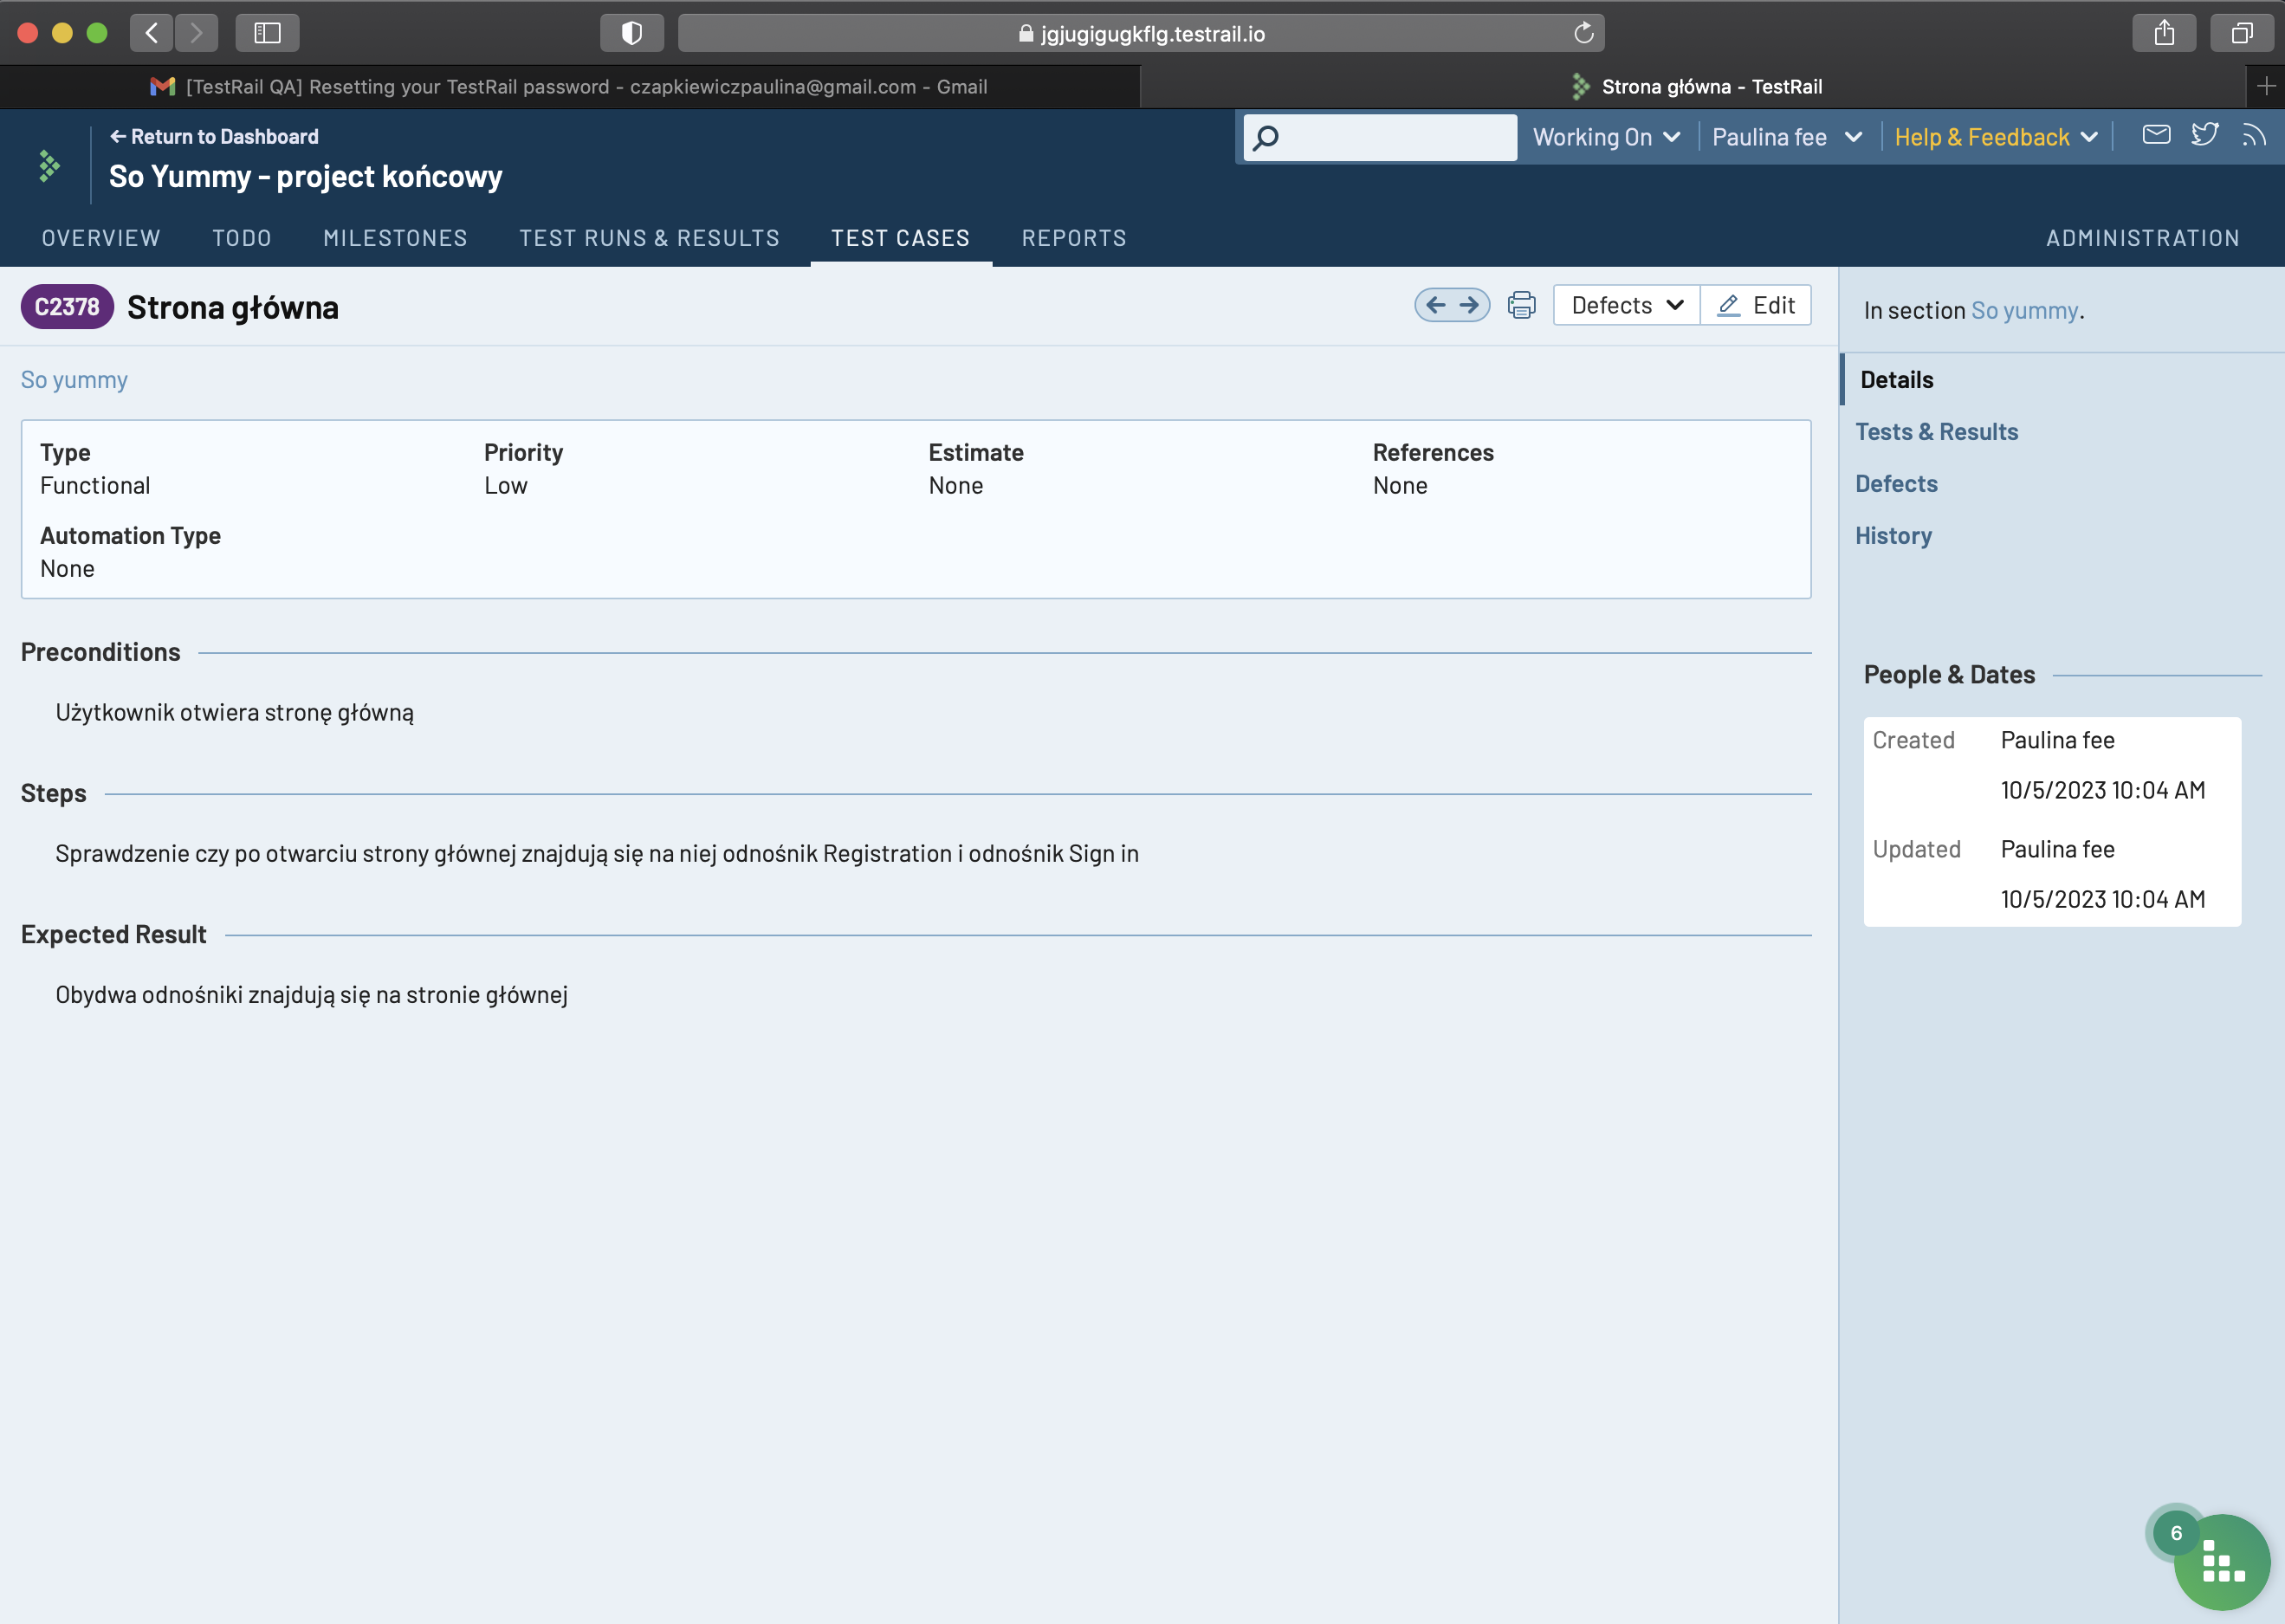 jgjugigugkflg.testrail.io
[TestRail QA] Resetting your TestRail password - czapkiewiczpaulina@gmail.com - Gmail
Strona główna - TestRail
Return to Dashboard
So Yummy - project końcowy
Working On
Paulina fee
Help & Feedback
OVERVIEW TODO MILESTONES TEST RUNS & RESULTS TEST CASES REPORTS ADMINISTRATION
C2378 Strona główna
Defects Edit
So yummy
Type Priority Estimate References
Functional Low None None
Automation Type
None
Preconditions
Użytkownik otwiera stronę główną
Steps
Sprawdzenie czy po otwarciu strony głównej znajdują się na niej odnośnik Registration i odnośnik Sign in
Expected Result
Obydwa odnośniki znajdują się na stronie głównej
In section So yummy.
Details
Tests & Results
Defects
History
People & Dates
Created Paulina fee
10/5/2023 10:04 AM
Updated Paulina fee
10/5/2023 10:04 AM
6